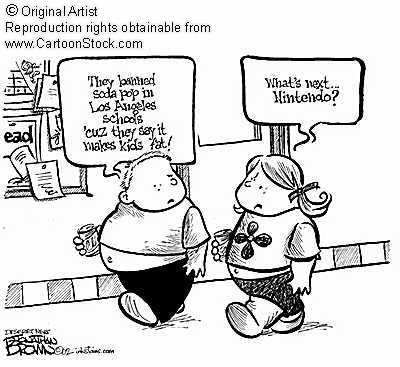 © Original Artist
Reproduction rights obtainable from
www.CartoonStock.com
They banned
soda pop in
Los Angeles
schools
'cuz they say it
makes kids fat!
What's next...
Nintendo?
ead